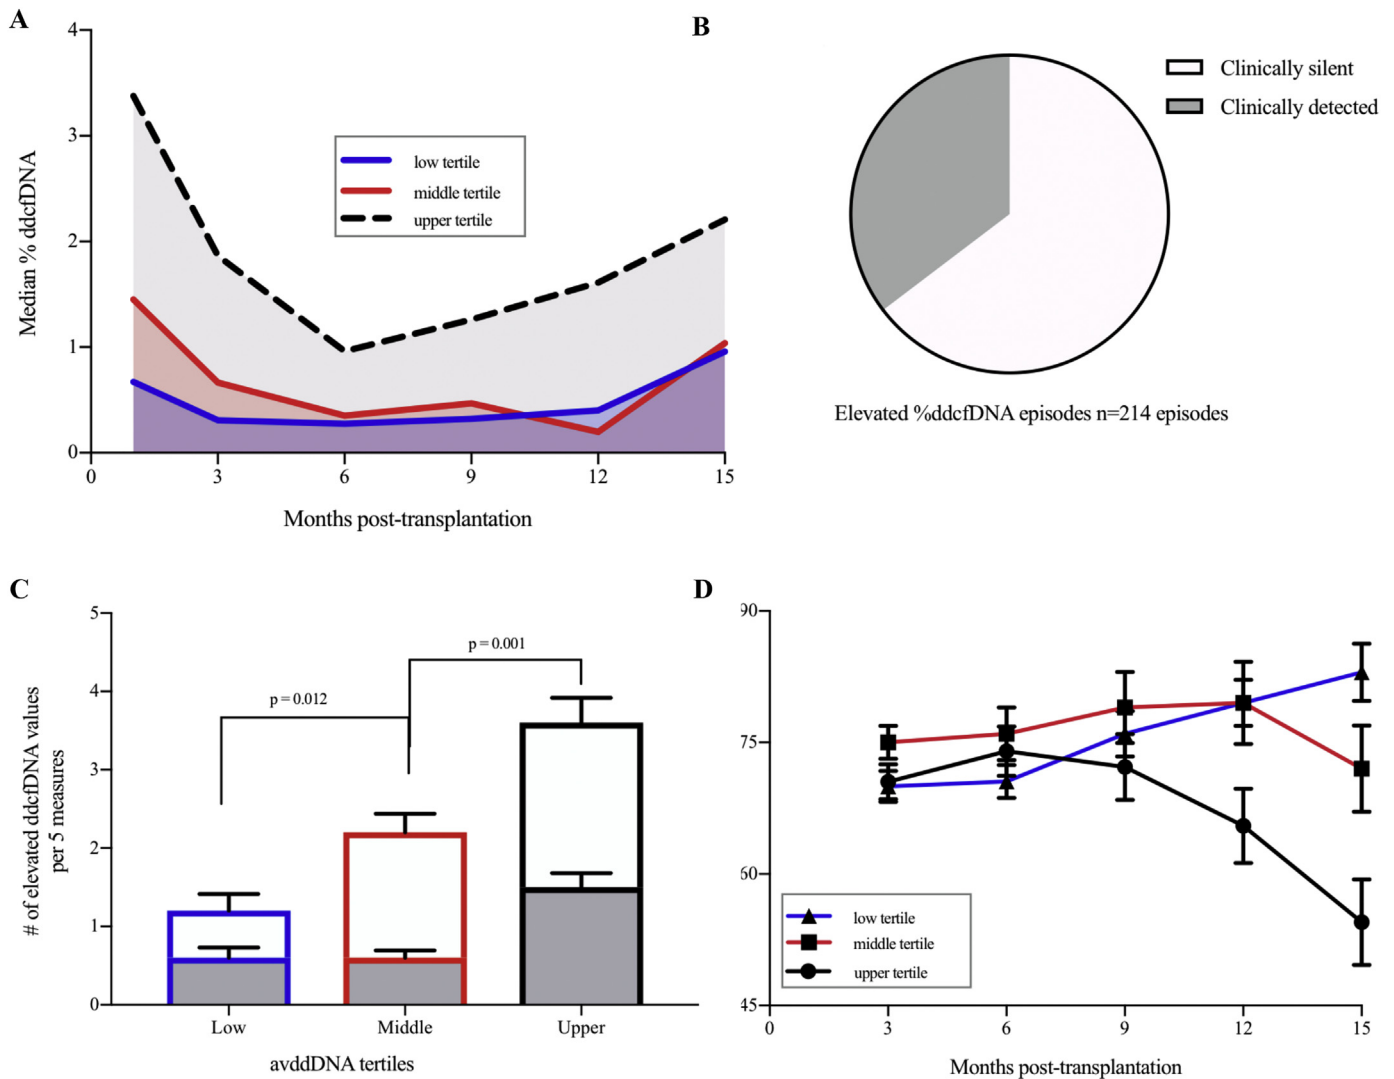 A
4
3
2
1
0
Median % ddcfDNA
low tertile
middle tertile
upper tertile
0
3
6
9
12
15
Months post-transplantation
B
Clinically silent
Clinically detected
Elevated %ddcfDNA episodes n=214 episodes
C
5
4
3
2
1
0
# of elevated ddcfDNA values
per 5 measures
p = 0.012
p = 0.001
Low
Middle
Upper
avddDNA tertiles
D
90
75
60
45
low tertile
middle tertile
upper tertile
0
3
6
9
12
15
Months post-transplantation